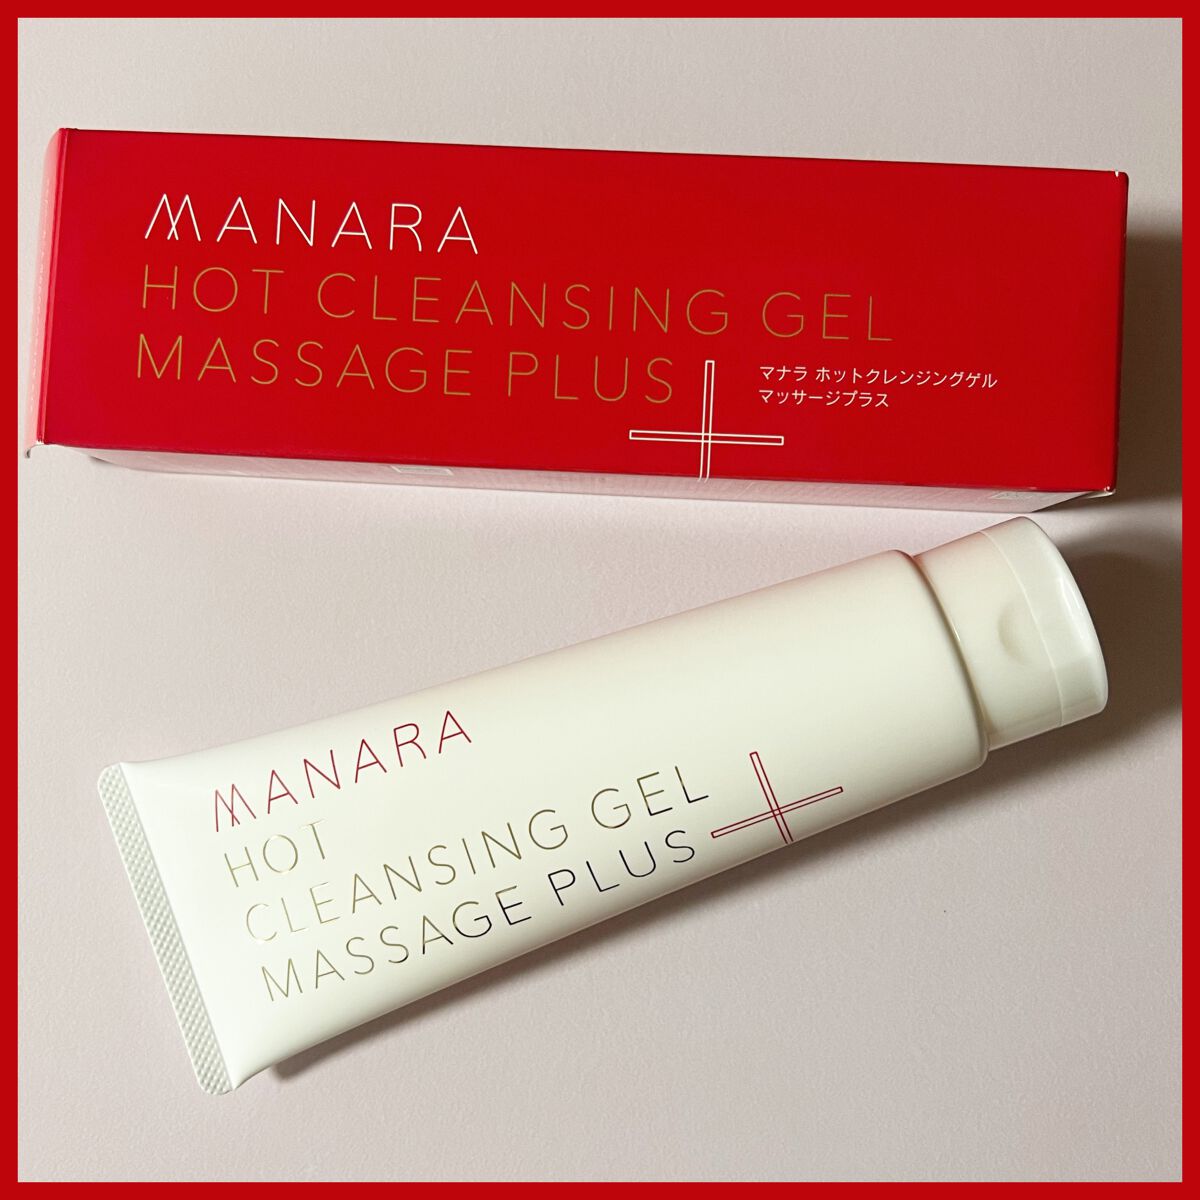 MANARA
HOT CLEANSING GEL
MASSAGE PLUS
マナラ ホットクレンジングゲル
マッサージプラス
MANARA
HOT
CLEANSING GEL
MASSAGE PLUS